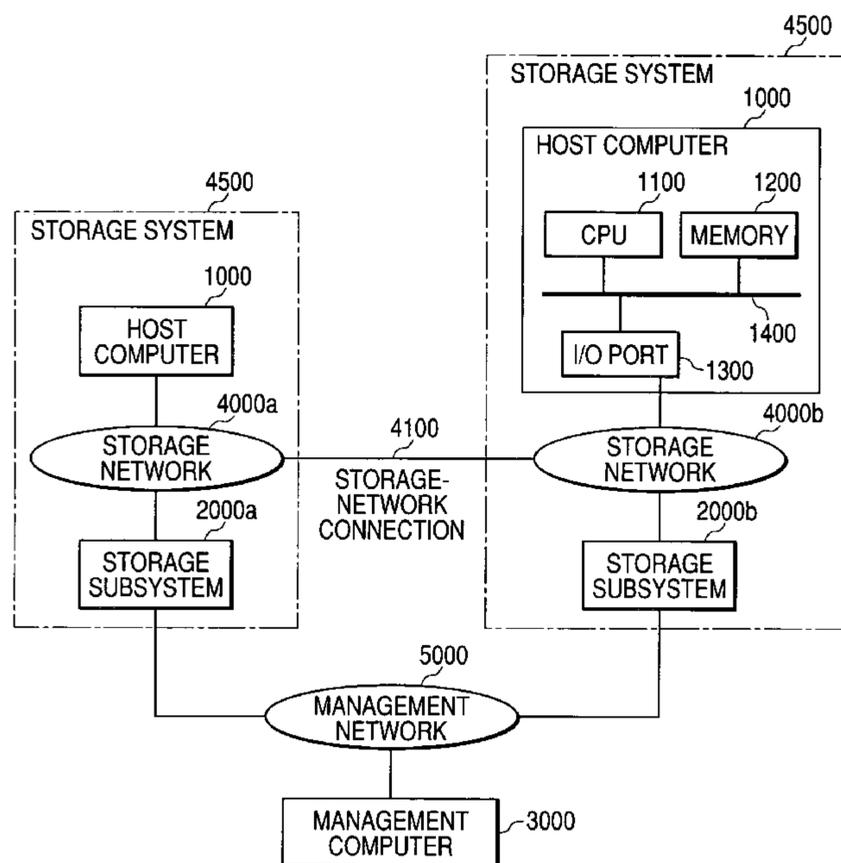 4500
STORAGE SYSTEM
1000
HOST COMPUTER
1100
1200
CPU
MEMORY
1400
I/O PORT
1300
4500
STORAGE SYSTEM
1000
HOST
COMPUTER
4000a
STORAGE
NETWORK
4100
STORAGE-
NETWORK
CONNECTION
4000b
STORAGE
NETWORK
2000a
STORAGE
SUBSYSTEM
2000b
STORAGE
SUBSYSTEM
5000
MANAGEMENT
NETWORK
MANAGEMENT
COMPUTER
3000